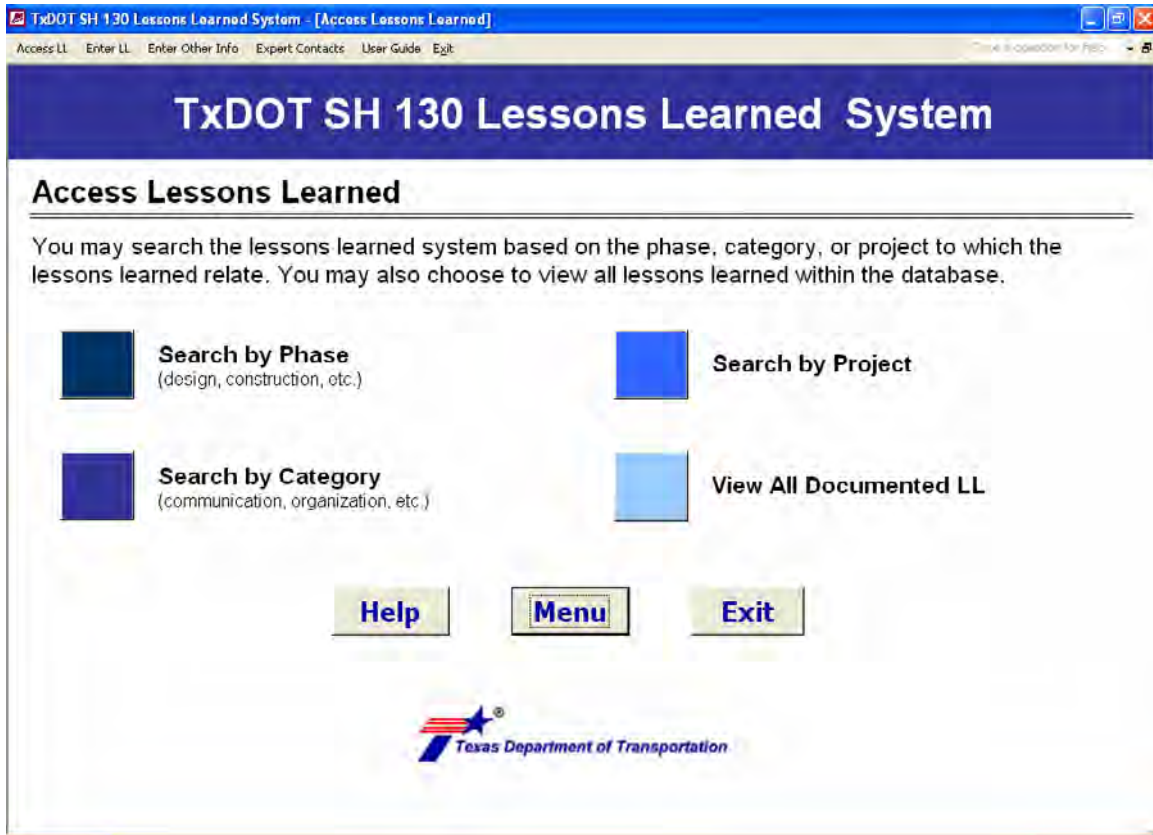 TxDOT SH 130 Lessons Learned System - [Access Lessons Learned]
Access LL Enter LL Enter Other Info Expert Contacts User Guide Exit
Type a question for help
TxDOT SH 130 Lessons Learned System
Access Lessons Learned
You may search the lessons learned system based on the phase, category, or project to which the
lessons learned relate. You may also choose to view all lessons learned within the database.
Search by Phase
(design, construction, etc.)
Search by Project
Search by Category
(communication, organization, etc.)
View All Documented LL
Help Menu Exit
®
Texas Department of Transportation